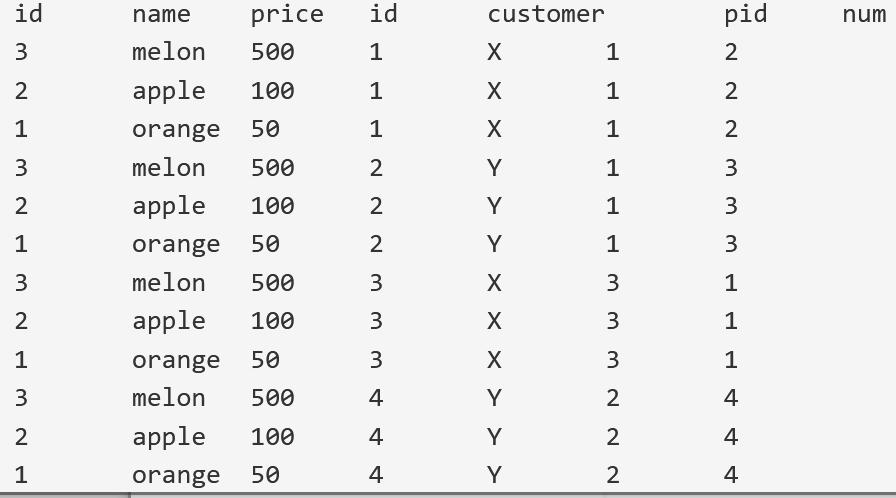 id name price id customer pid num
3 melon 500 1 X 1 2
2 apple 100 1 X 1 2
1 orange 50 1 X 1 2
3 melon 500 2 Y 1 3
2 apple 100 2 Y 1 3
1 orange 50 2 Y 1 3
3 melon 500 3 X 3 1
2 apple 100 3 X 3 1
1 orange 50 3 X 3 1
3 melon 500 4 Y 2 4
2 apple 100 4 Y 2 4
1 orange 50 4 Y 2 4